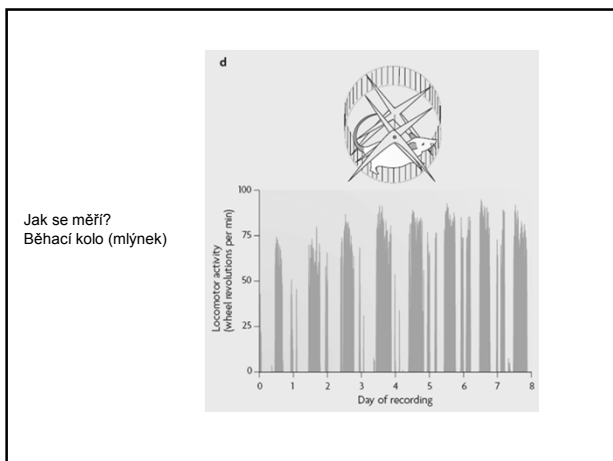 Jak se měří?
Běhací kolo (mlýnek)
d
Locomotor activity
(wheel revolutions per min)
100
75
50
25
0
0 1 2 3 4 5 6 7 8
Day of recording